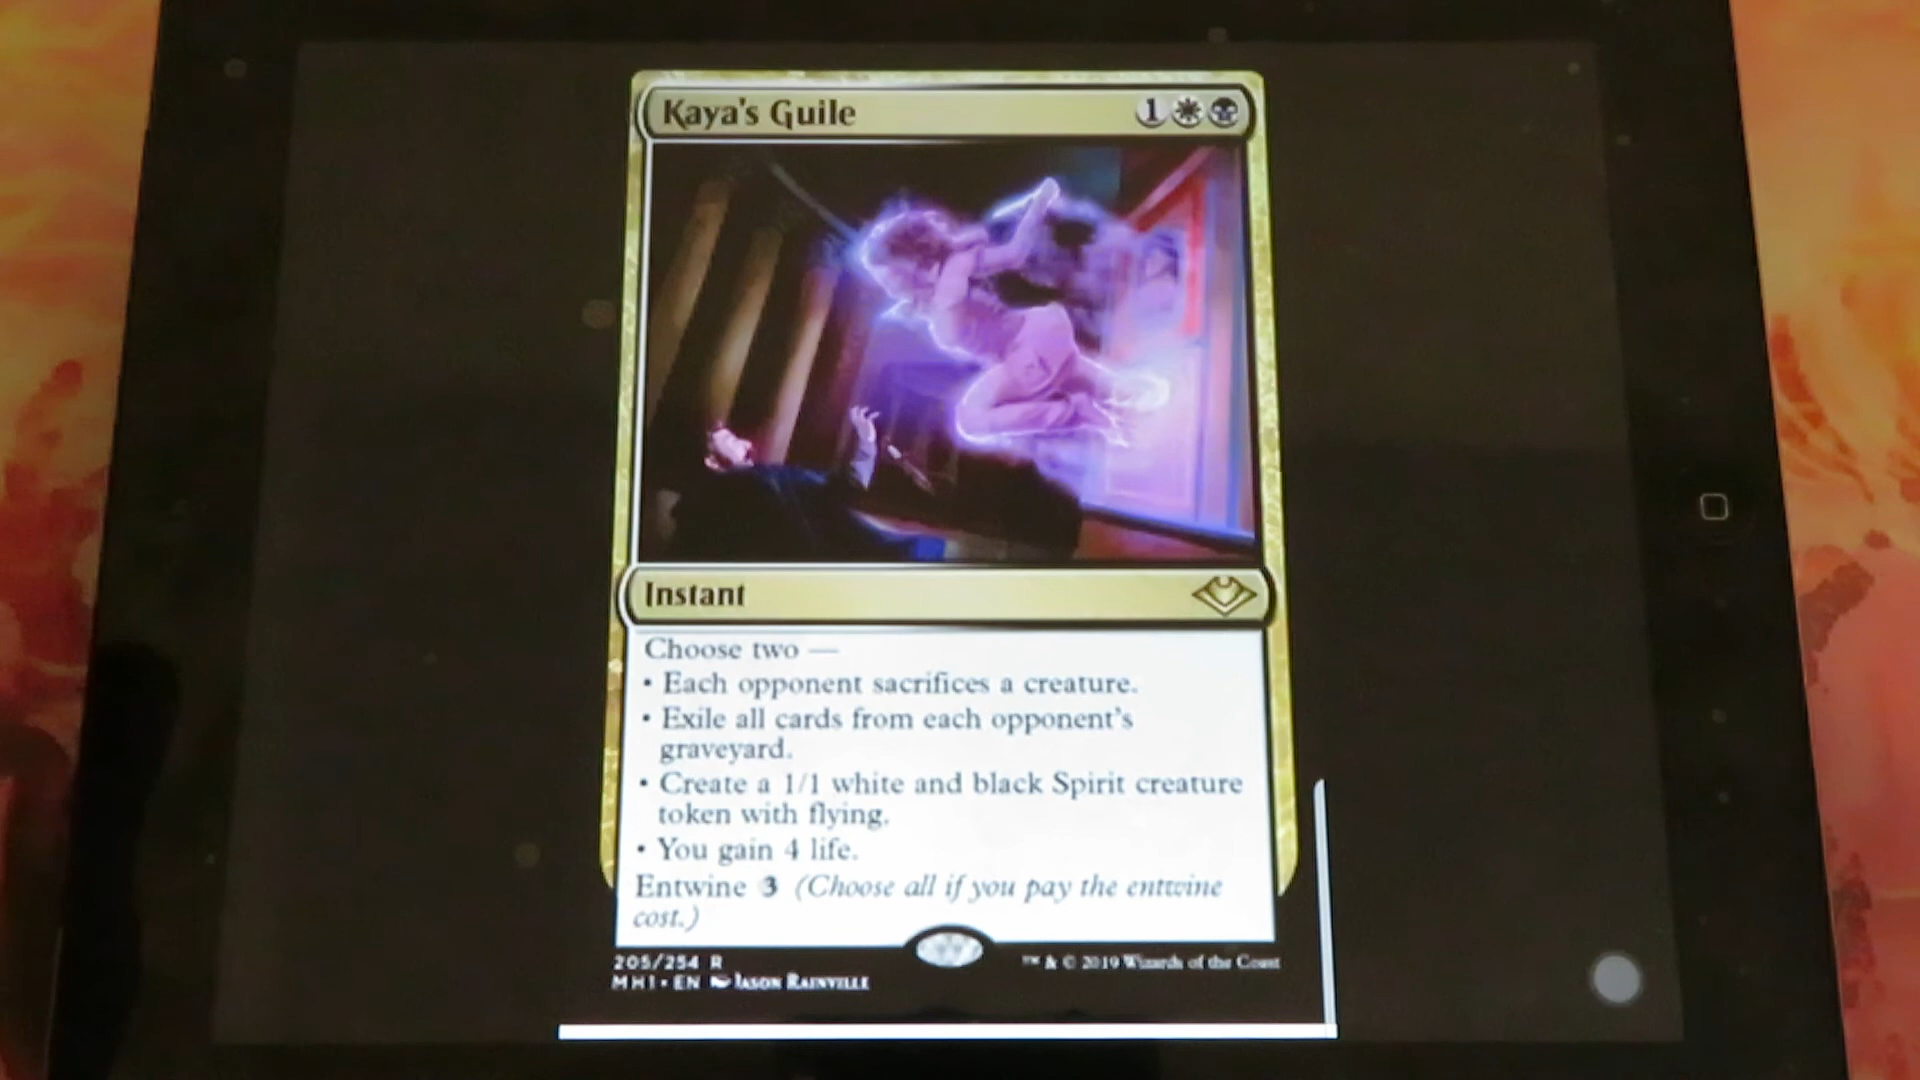 Kaya's Guile 1
Instant
Choose two —
• Each opponent sacrifices a creature.
• Exile all cards from each opponent's
graveyard.
• Create a 1/1 white and black Spirit creature
token with flying.
• You gain 4 life.
Entwine 3 (Choose all if you pay the entwine
cost.)
205/254 R
™ & © 2019 Wizards of the Coast
MH1 • EN Jason Rainville